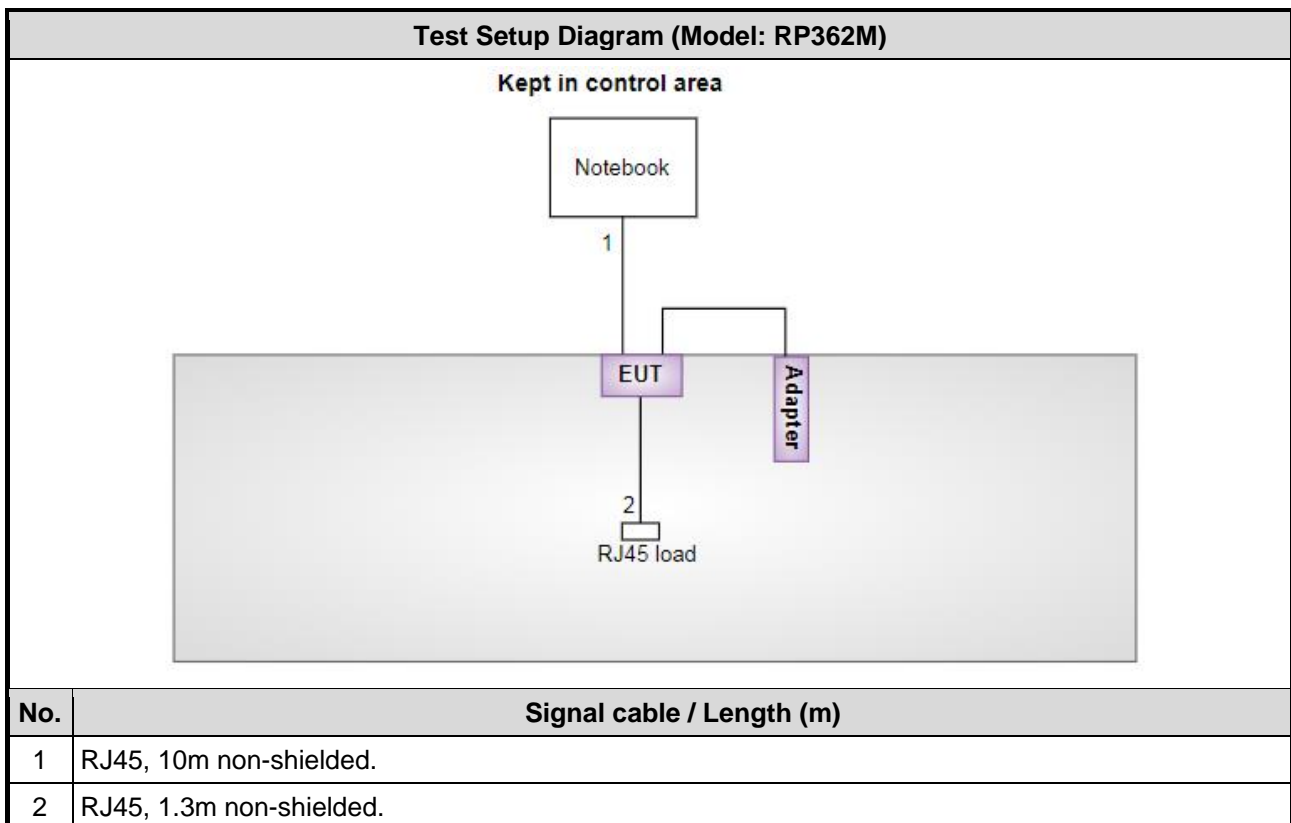 Test Setup Diagram (Model: RP362M)
Kept in control area
Notebook
1
EUT
Adapter
2
RJ45 load
No. Signal cable / Length (m)
1 RJ45, 10m non-shielded.
2 RJ45, 1.3m non-shielded.